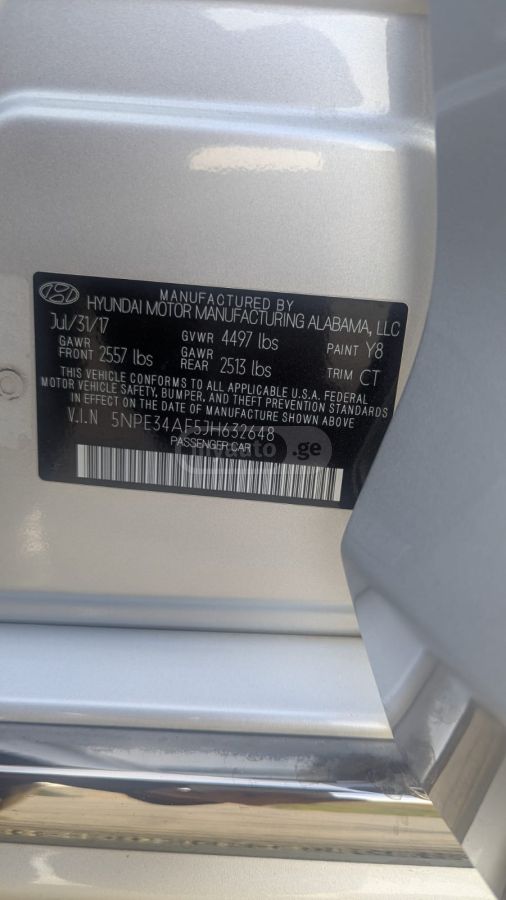 MANUFACTURED BY
HYUNDAI MOTOR MANUFACTURING ALABAMA, LLC
Jul/31/17 GVWR 4497 lbs PAINT Y8
GAWR FRONT 2557 lbs GAWR REAR 2513 lbs TRIM CT
THIS VEHICLE CONFORMS TO ALL APPLICABLE U.S.A. FEDERAL
MOTOR VEHICLE SAFETY, BUMPER, AND THEFT PREVENTION STANDARDS
IN EFFECT ON THE DATE OF MANUFACTURE SHOWN ABOVE.
V.I.N 5NPE34AF5JH632648
PASSENGER CAR
myauto.ge